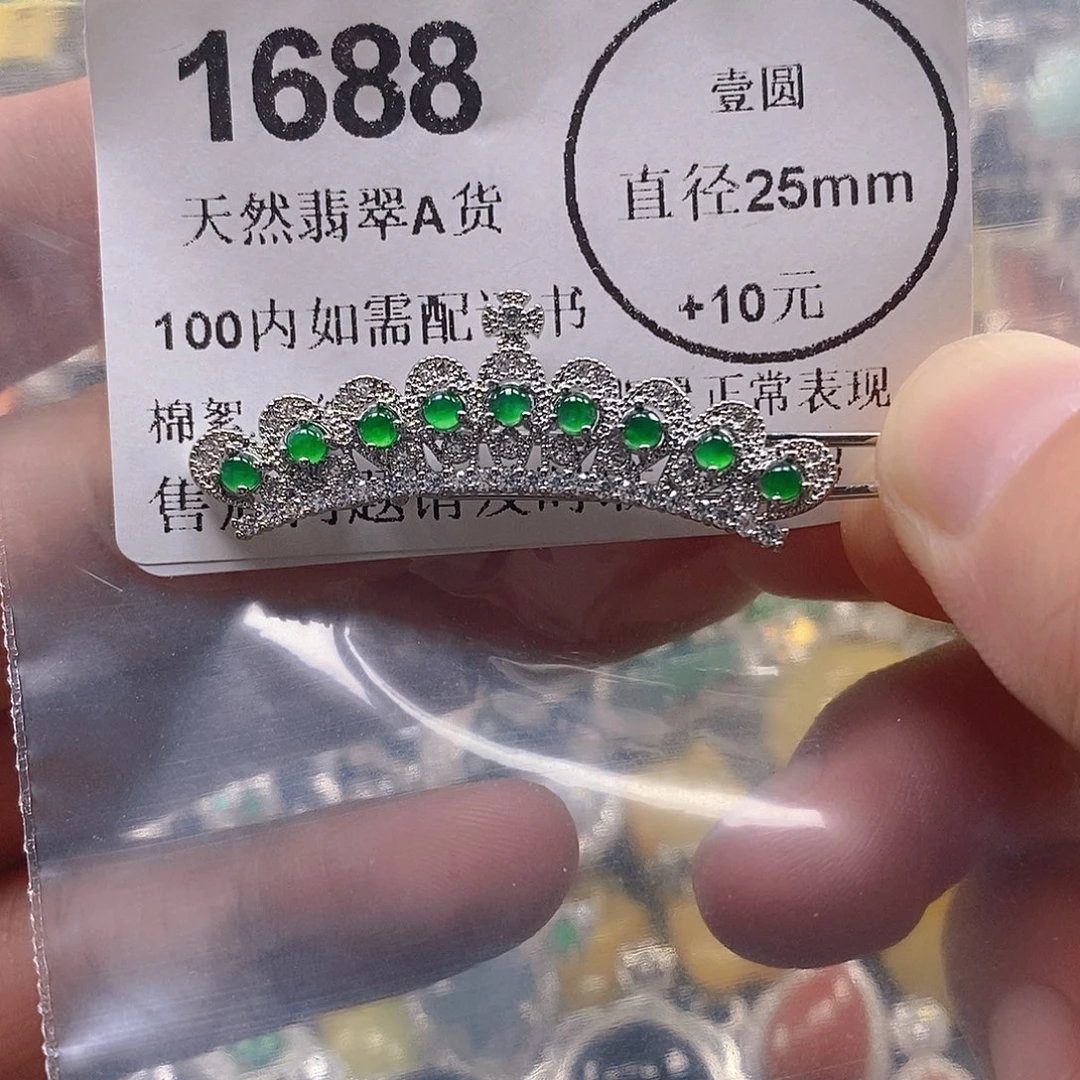 1688
天然翡翠A货
100内如需配 书
棉絮 正常表现
售
壹圆
直径25mm
+10元